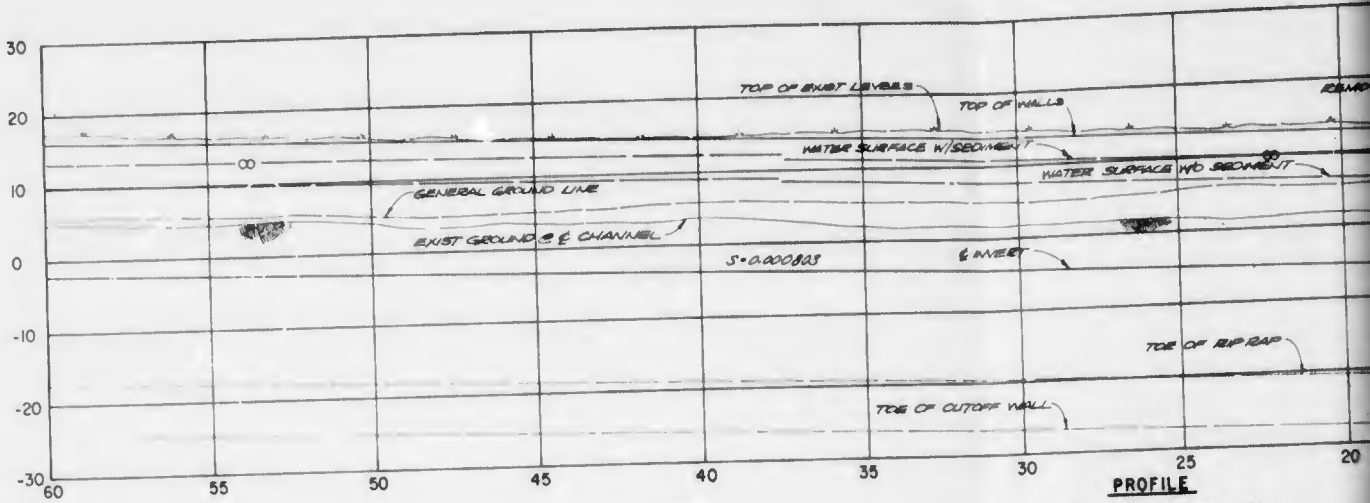 30
20
10
0
-10
-20
-30
TOP OF EXIST LEVEES
TOP OF WALLS
WATER SURFACE W/SEDIMENT
WATER SURFACE W/O SEDIMENT
GENERAL GROUND LINE
EXIST GROUND @ ℄ CHANNEL
S=0.000803
℄ INVERT
TOE OF RIP RAP
TOE OF CUTOFF WALL
60 55 50 45 40 35 30 25 20
PROFILE